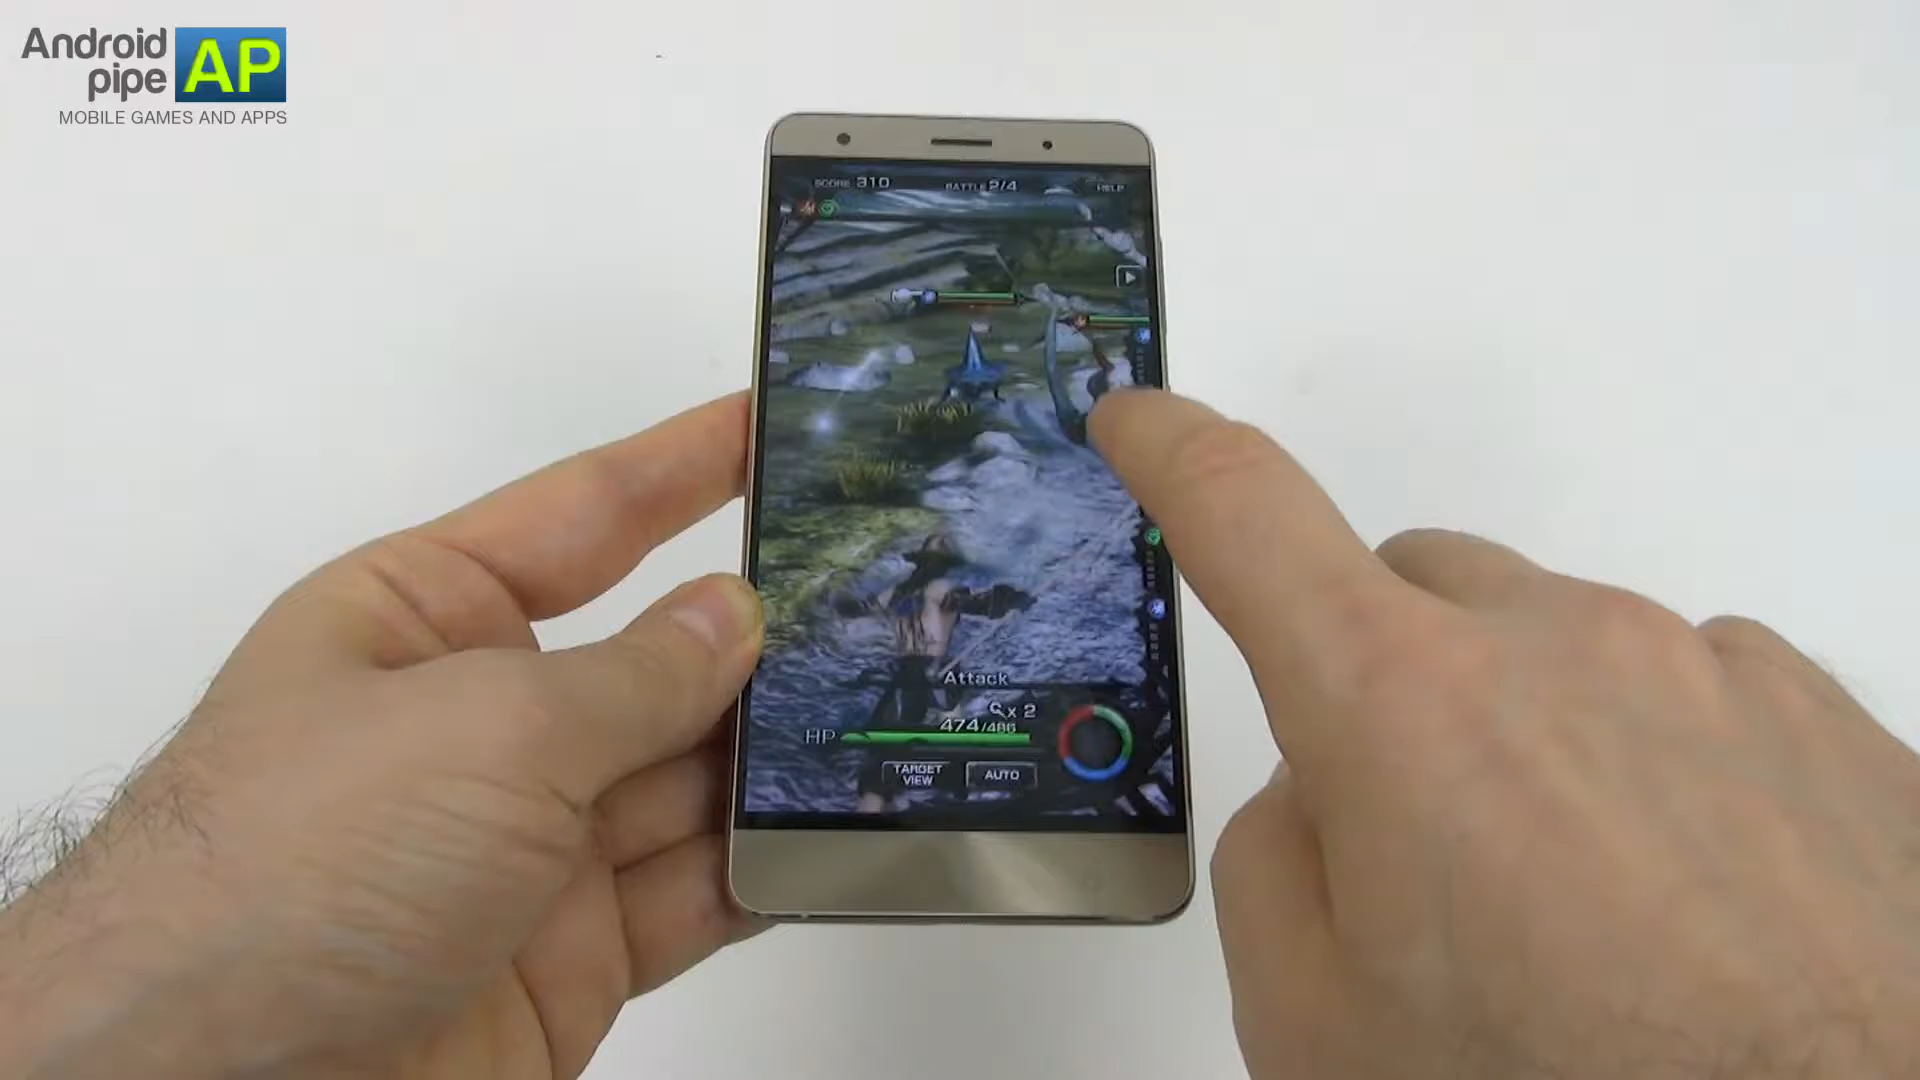 Android
pipe
AP
MOBILE GAMES AND APPS
SCORE 310
BATTLE 2/4
HELP
Attack
x 2
474/486
HP
TARGET
VIEW
AUTO